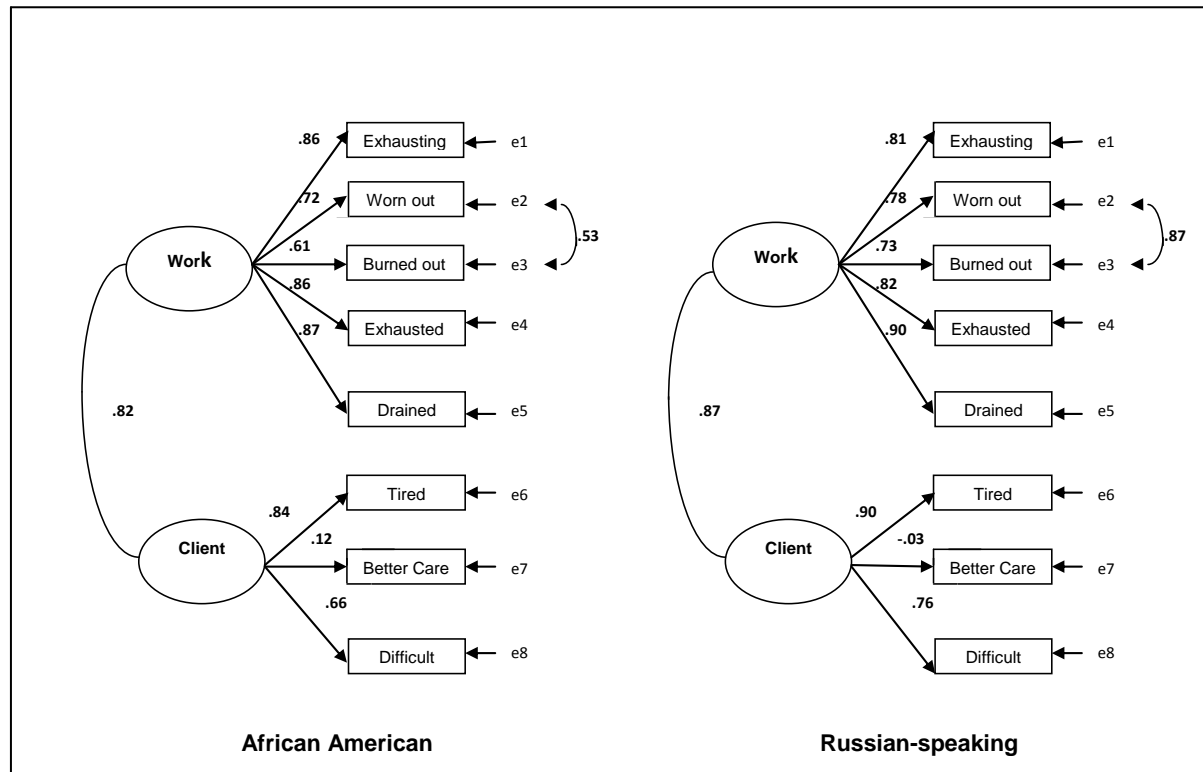 .86
Exhausting
e1
.72
Worn out
e2
.61
Burned out
e3
.53
Work
.86
Exhausted
e4
.87
Drained
e5
.82
.84
Tired
e6
.12
Client
Better Care
e7
.66
Difficult
e8
African American
.81
Exhausting
e1
.78
Worn out
e2
.73
Burned out
e3
.87
Work
.82
Exhausted
e4
.90
Drained
e5
.87
.90
Tired
e6
-.03
Client
Better Care
e7
.76
Difficult
e8
Russian-speaking